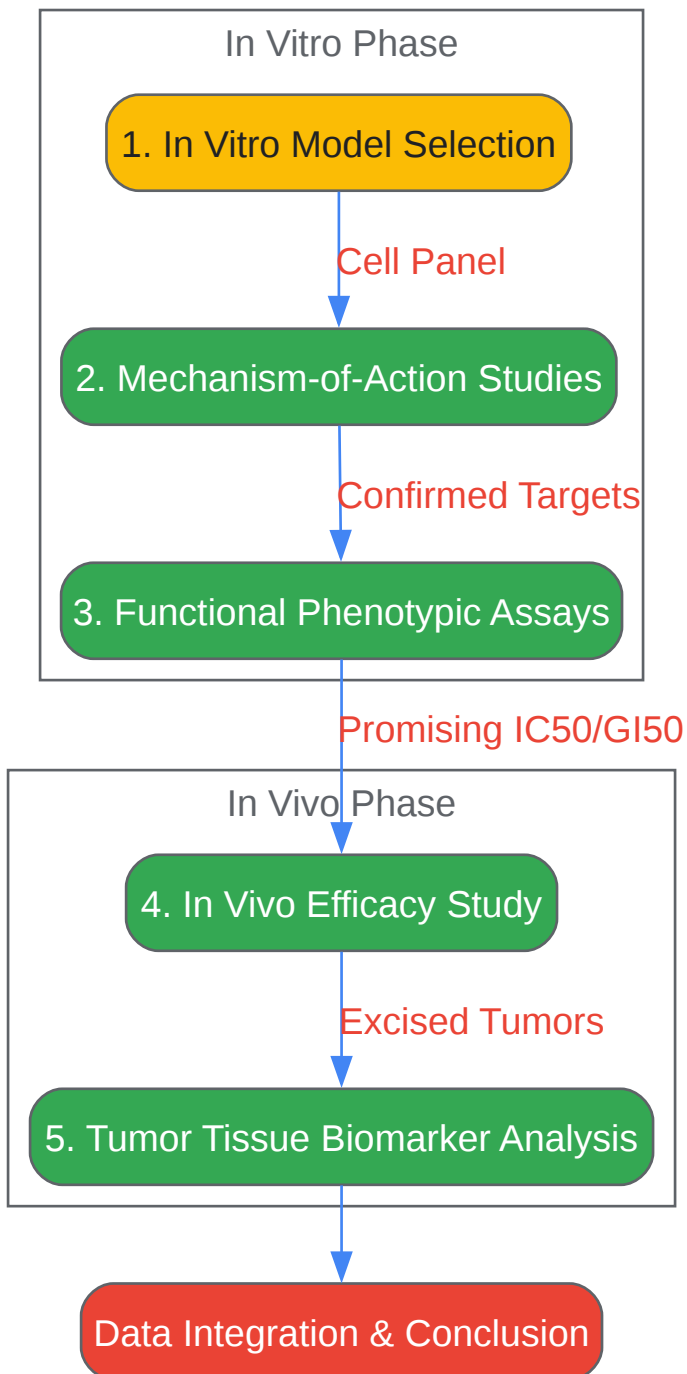 In Vitro Phase
1. In Vitro Model Selection
Cell Panel
2. Mechanism-of-Action Studies
Confirmed Targets
3. Functional Phenotypic Assays
Promising IC50/GI50
In Vivo Phase
4. In Vivo Efficacy Study
Excised Tumors
5. Tumor Tissue Biomarker Analysis
Data Integration & Conclusion